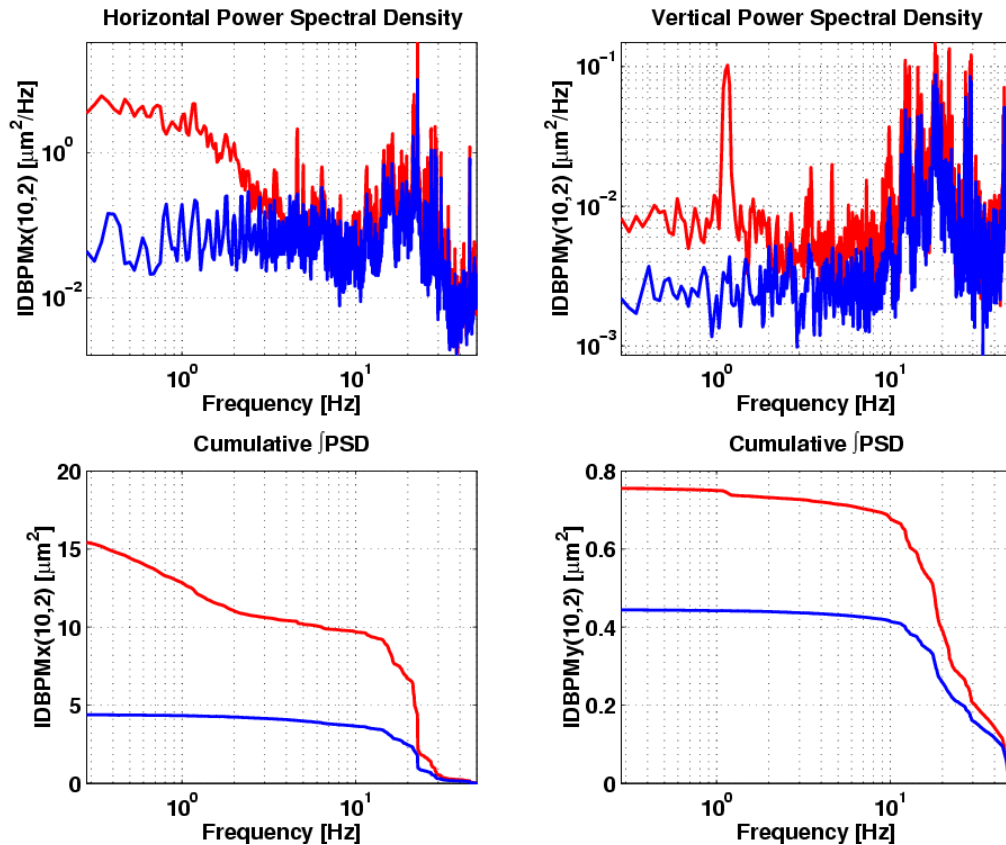 Horizontal Power Spectral Density
IDBPMx(10,2) [μm²/Hz]
10⁰
10⁻²
10⁰
10¹
Frequency [Hz]
Vertical Power Spectral Density
IDBPMy(10,2) [μm²/Hz]
10⁻¹
10⁻²
10⁻³
10⁰
10¹
Frequency [Hz]
Cumulative ∫PSD
IDBPMx(10,2) [μm²]
20
15
10
5
0
10⁰
10¹
Frequency [Hz]
Cumulative ∫PSD
IDBPMy(10,2) [μm²]
0.8
0.6
0.4
0.2
0
10⁰
10¹
Frequency [Hz]